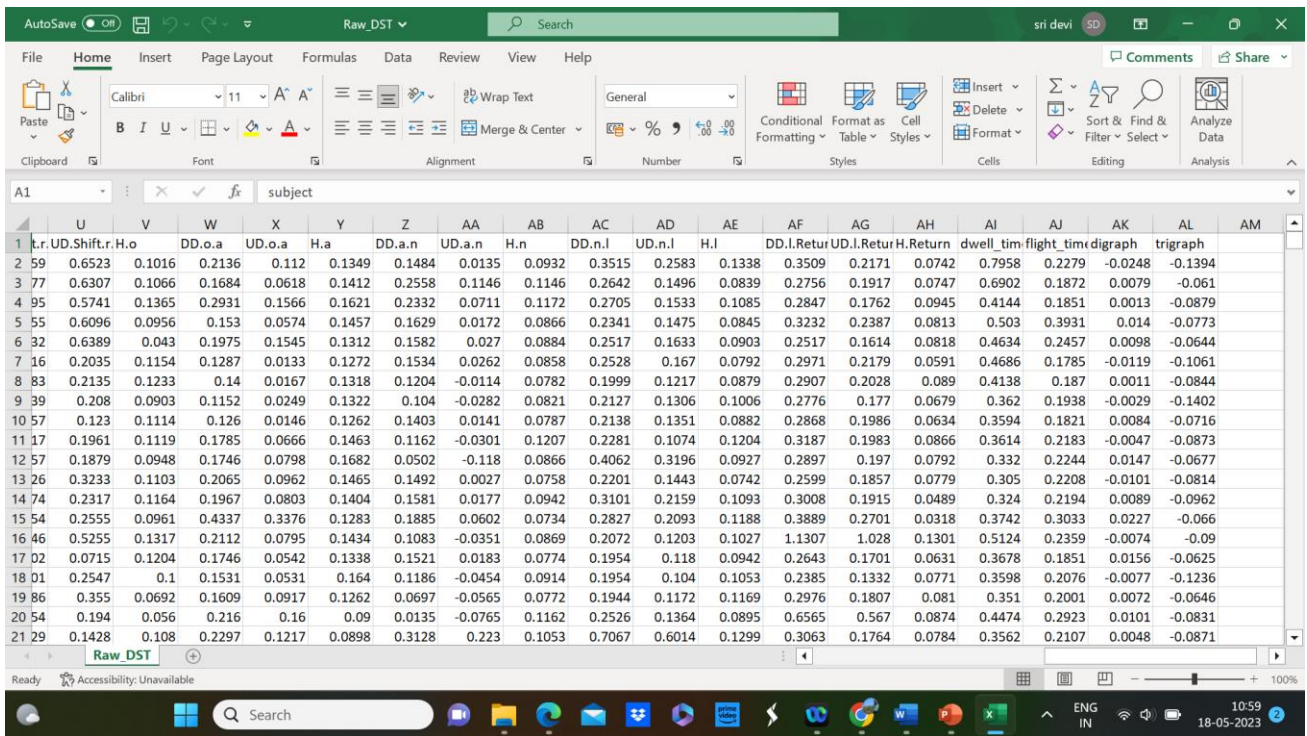 AutoSave Off Raw_DST Search sri devi SD
File Home Insert Page Layout Formulas Data Review View Help Comments Share
Paste Calibri 11 A^ A˅ ab Wrap Text General Conditional Formatting Format as Table Cell Styles Insert Σ Sort & Filter Find & Select Analyze Data
B I U A Merge & Center % 9 .00 Delete
Format
Clipboard Font Alignment Number Styles Cells Editing Analysis
A1 fx subject
U V W X Y Z AA AB AC AD AE AF AG AH AI AJ AK AL AM
1 t.r. UD.Shift.r. H.o DD.o.a UD.o.a H.a DD.a.n UD.a.n H.n DD.n.l UD.n.l H.l DD.l.Retur UD.l.Retur H.Return dwell_tim flight_time digraph trigraph
2 59 0.6523 0.1016 0.2136 0.112 0.1349 0.1484 0.0135 0.0932 0.3515 0.2583 0.1338 0.3509 0.2171 0.0742 0.7958 0.2279 -0.0248 -0.1394
3 77 0.6307 0.1066 0.1684 0.0618 0.1412 0.2558 0.1146 0.1146 0.2642 0.1496 0.0839 0.2756 0.1917 0.0747 0.6902 0.1872 0.0079 -0.061
4 95 0.5741 0.1365 0.2931 0.1566 0.1621 0.2332 0.0711 0.1172 0.2705 0.1533 0.1085 0.2847 0.1762 0.0945 0.4144 0.1851 0.0013 -0.0879
5 55 0.6096 0.0956 0.153 0.0574 0.1457 0.1629 0.0172 0.0866 0.2341 0.1475 0.0845 0.3232 0.2387 0.0813 0.503 0.3931 0.014 -0.0773
6 32 0.6389 0.043 0.1975 0.1545 0.1312 0.1582 0.027 0.0884 0.2517 0.1633 0.0903 0.2517 0.1614 0.0818 0.4634 0.2457 0.0098 -0.0644
7 16 0.2035 0.1154 0.1287 0.0133 0.1272 0.1534 0.0262 0.0858 0.2528 0.167 0.0792 0.2971 0.2179 0.0591 0.4686 0.1785 -0.0119 -0.1061
8 83 0.2135 0.1233 0.14 0.0167 0.1318 0.1204 -0.0114 0.0782 0.1999 0.1217 0.0879 0.2907 0.2028 0.089 0.4138 0.187 0.0011 -0.0844
9 39 0.208 0.0903 0.1152 0.0249 0.1322 0.104 -0.0282 0.0821 0.2127 0.1306 0.1006 0.2776 0.177 0.0679 0.362 0.1938 -0.0029 -0.1402
10 57 0.123 0.1114 0.126 0.0146 0.1262 0.1403 0.0141 0.0787 0.2138 0.1351 0.0882 0.2868 0.1986 0.0634 0.3594 0.1821 0.0084 -0.0716
11 17 0.1961 0.1119 0.1785 0.0666 0.1463 0.1162 -0.0301 0.1207 0.2281 0.1074 0.1204 0.3187 0.1983 0.0866 0.3614 0.2183 -0.0047 -0.0873
12 57 0.1879 0.0948 0.1746 0.0798 0.1682 0.0502 -0.118 0.0866 0.4062 0.3196 0.0927 0.2897 0.197 0.0792 0.332 0.2244 0.0147 -0.0677
13 26 0.3233 0.1103 0.2065 0.0962 0.1465 0.1492 0.0027 0.0758 0.2201 0.1443 0.0742 0.2599 0.1857 0.0779 0.305 0.2208 -0.0101 -0.0814
14 74 0.2317 0.1164 0.1967 0.0803 0.1404 0.1581 0.0177 0.0942 0.3101 0.2159 0.1093 0.3008 0.1915 0.0489 0.324 0.2194 0.0089 -0.0962
15 54 0.2555 0.0961 0.4337 0.3376 0.1283 0.1885 0.0602 0.0734 0.2827 0.2093 0.1188 0.3889 0.2701 0.0318 0.3742 0.3033 0.0227 -0.066
16 46 0.5255 0.1317 0.2112 0.0795 0.1434 0.1083 -0.0351 0.0869 0.2072 0.1203 0.1027 1.1307 1.028 0.1301 0.5124 0.2359 -0.0074 -0.09
17 02 0.0715 0.1204 0.1746 0.0542 0.1338 0.1521 0.0183 0.0774 0.1954 0.118 0.0942 0.2643 0.1701 0.0631 0.3678 0.1851 0.0156 -0.0625
18 01 0.2547 0.1 0.1531 0.0531 0.164 0.1186 -0.0454 0.0914 0.1954 0.104 0.1053 0.2385 0.1332 0.0771 0.3598 0.2076 -0.0077 -0.1236
19 86 0.355 0.0692 0.1609 0.0917 0.1262 0.0697 -0.0565 0.0772 0.1944 0.1172 0.1169 0.2976 0.1807 0.081 0.351 0.2001 0.0072 -0.0646
20 54 0.194 0.056 0.216 0.16 0.09 0.0135 -0.0765 0.1162 0.2526 0.1364 0.0895 0.6565 0.567 0.0874 0.4474 0.2923 0.0101 -0.0831
21 29 0.1428 0.108 0.2297 0.1217 0.0898 0.3128 0.223 0.1053 0.7067 0.6014 0.1299 0.3063 0.1764 0.0784 0.3562 0.2107 0.0048 -0.0871
Raw_DST
Ready Accessibility: Unavailable 100%
Search prime video W P X ENG IN 10:59 18-05-2023 2